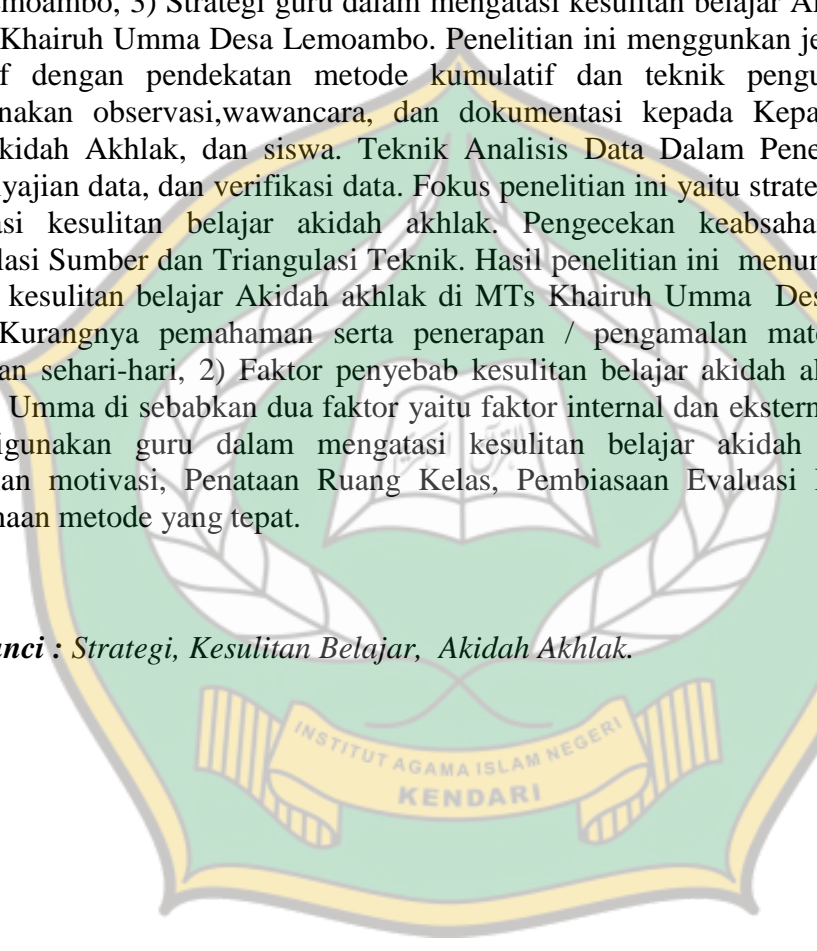 emoambo, 3) Strategi guru dalam mengatasi kesulitan belajar A
Khairuh Umma Desa Lemoambo. Penelitian ini menggunkan je
f dengan pendekatan metode kumulatif dan teknik pengu
nakan observasi,wawancara, dan dokumentasi kepada Kepa
kidah Akhlak, dan siswa. Teknik Analisis Data Dalam Pene
yajian data, dan verifikasi data. Fokus penelitian ini yaitu strate
asi kesulitan belajar akidah akhlak. Pengecekan keabsaha
lasi Sumber dan Triangulasi Teknik. Hasil penelitian ini menun
kesulitan belajar Akidah akhlak di MTs Khairuh Umma Des
Kurangnya pemahaman serta penerapan / pengamalan mat
an sehari-hari, 2) Faktor penyebab kesulitan belajar akidah a
Umma di sebabkan dua faktor yaitu faktor internal dan ekstern
igunakan guru dalam mengatasi kesulitan belajar akidah
an motivasi, Penataan Ruang Kelas, Pembiasaan Evaluasi
naan metode yang tepat.
unci : Strategi, Kesulitan Belajar, Akidah Akhlak.
INSTITUT AGAMA ISLAM NEGERI
KENDARI